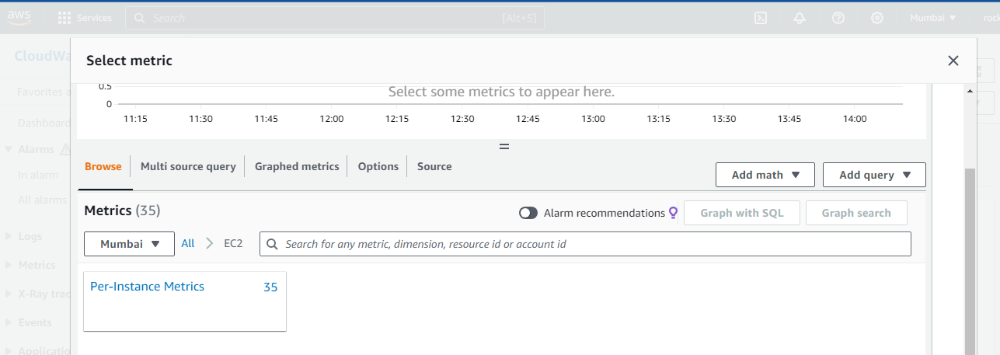 aws
Services
Search
[Alt+S]
Mumbai
rock
CloudWa
Favorites a
Dashboard
Alarms
In alarm
All alarms
Logs
Metrics
X-Ray trac
Events
Applicatio
Select metric
0.5
0
Select some metrics to appear here.
11:15 11:30 11:45 12:00 12:15 12:30 12:45 13:00 13:15 13:30 13:45 14:00
Browse Multi source query Graphed metrics Options Source
Add math Add query
Metrics (35)
Alarm recommendations
Graph with SQL Graph search
Mumbai All EC2
Search for any metric, dimension, resource id or account id
Per-Instance Metrics 35